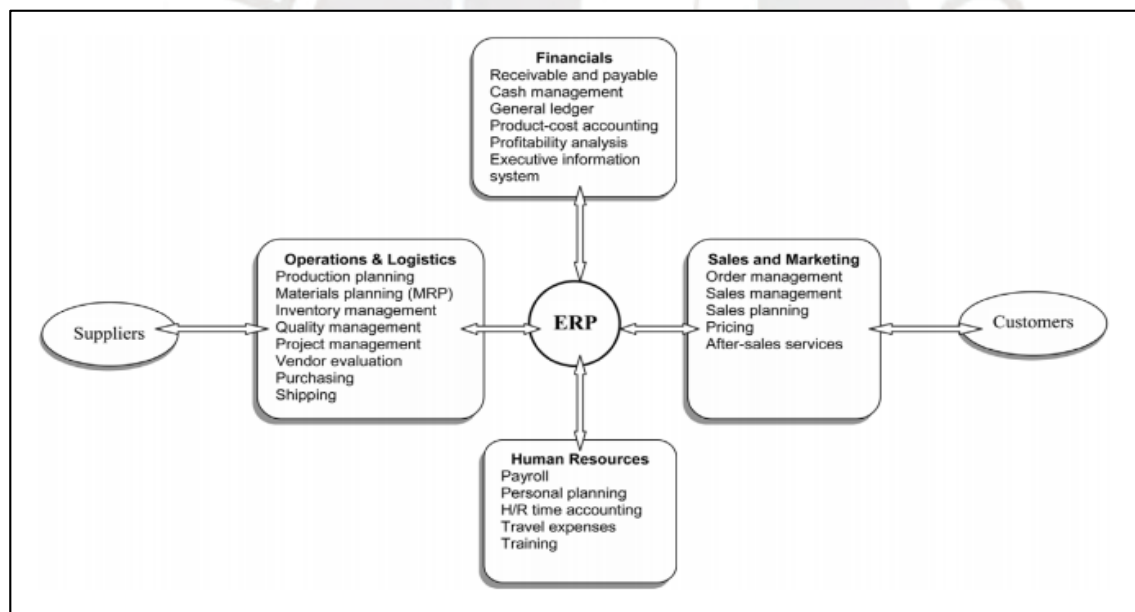 Financials
Receivable and payable
Cash management
General ledger
Product-cost accounting
Profitability analysis
Executive information
system
Suppliers
Operations & Logistics
Production planning
Materials planning (MRP)
Inventory management
Quality management
Project management
Vendor evaluation
Purchasing
Shipping
ERP
Sales and Marketing
Order management
Sales management
Sales planning
Pricing
After-sales services
Customers
Human Resources
Payroll
Personal planning
H/R time accounting
Travel expenses
Training